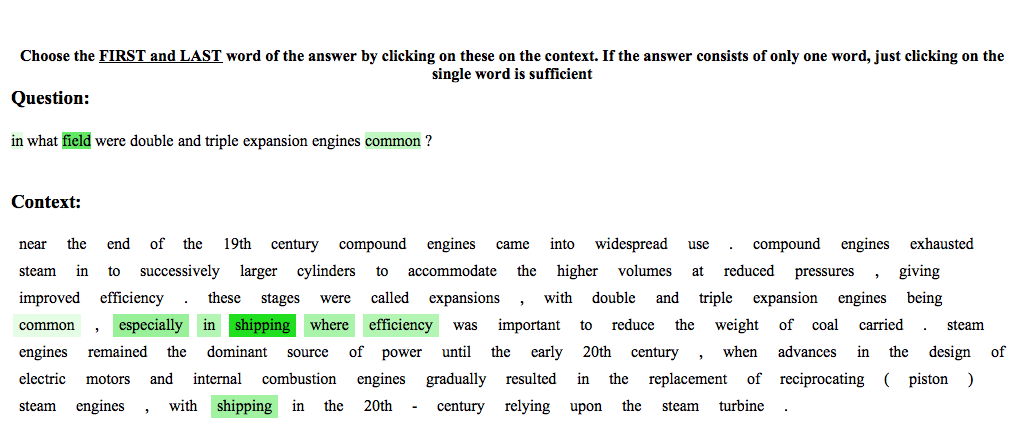 Choose the FIRST and LAST word of the answer by clicking on these on the context. If the answer consists of only one word, just clicking on the
single word is sufficient
Question:
in what field were double and triple expansion engines common ?
Context:
near the end of the 19th century compound engines came into widespread use . compound engines exhausted
steam in to successively larger cylinders to accommodate the higher volumes at reduced pressures , giving
improved efficiency . these stages were called expansions , with double and triple expansion engines being
common , especially in shipping where efficiency was important to reduce the weight of coal carried . steam
engines remained the dominant source of power until the early 20th century , when advances in the design of
electric motors and internal combustion engines gradually resulted in the replacement of reciprocating ( piston )
steam engines , with shipping in the 20th - century relying upon the steam turbine .